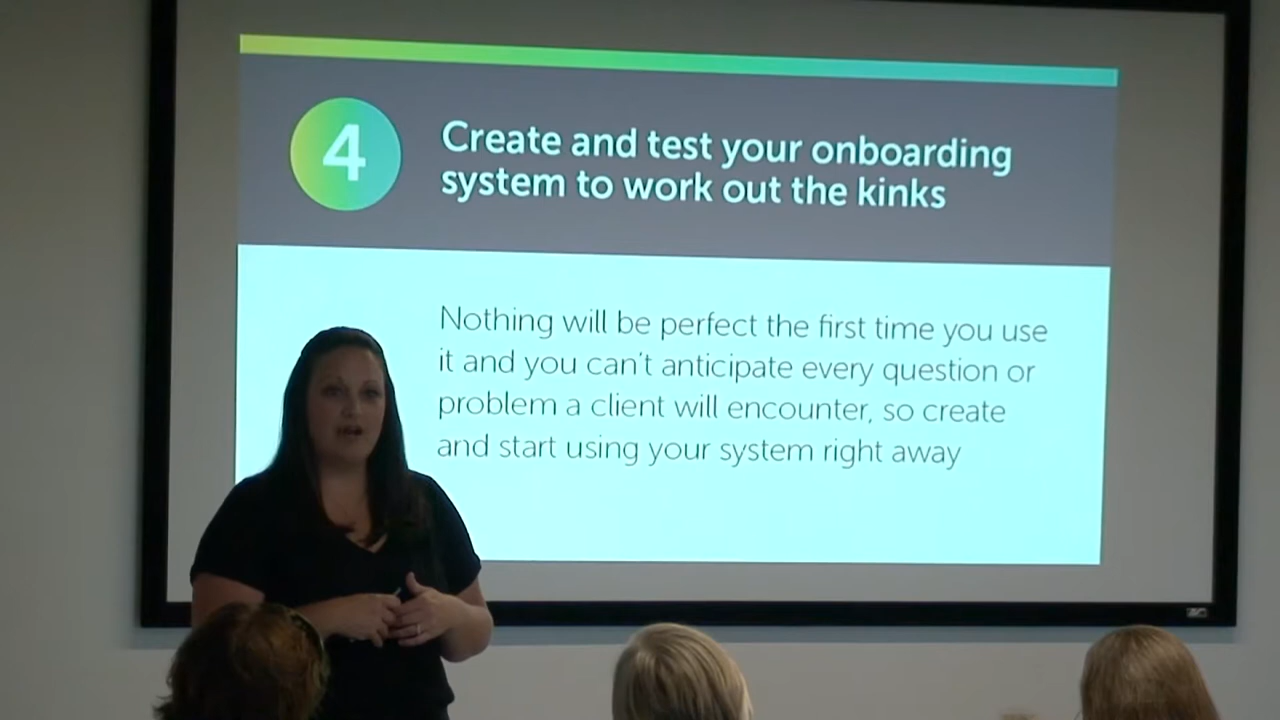 4
Create and test your onboarding
system to work out the kinks
Nothing will be perfect the first time you use
it and you can't anticipate every question or
problem a client will encounter, so create
and start using your system right away